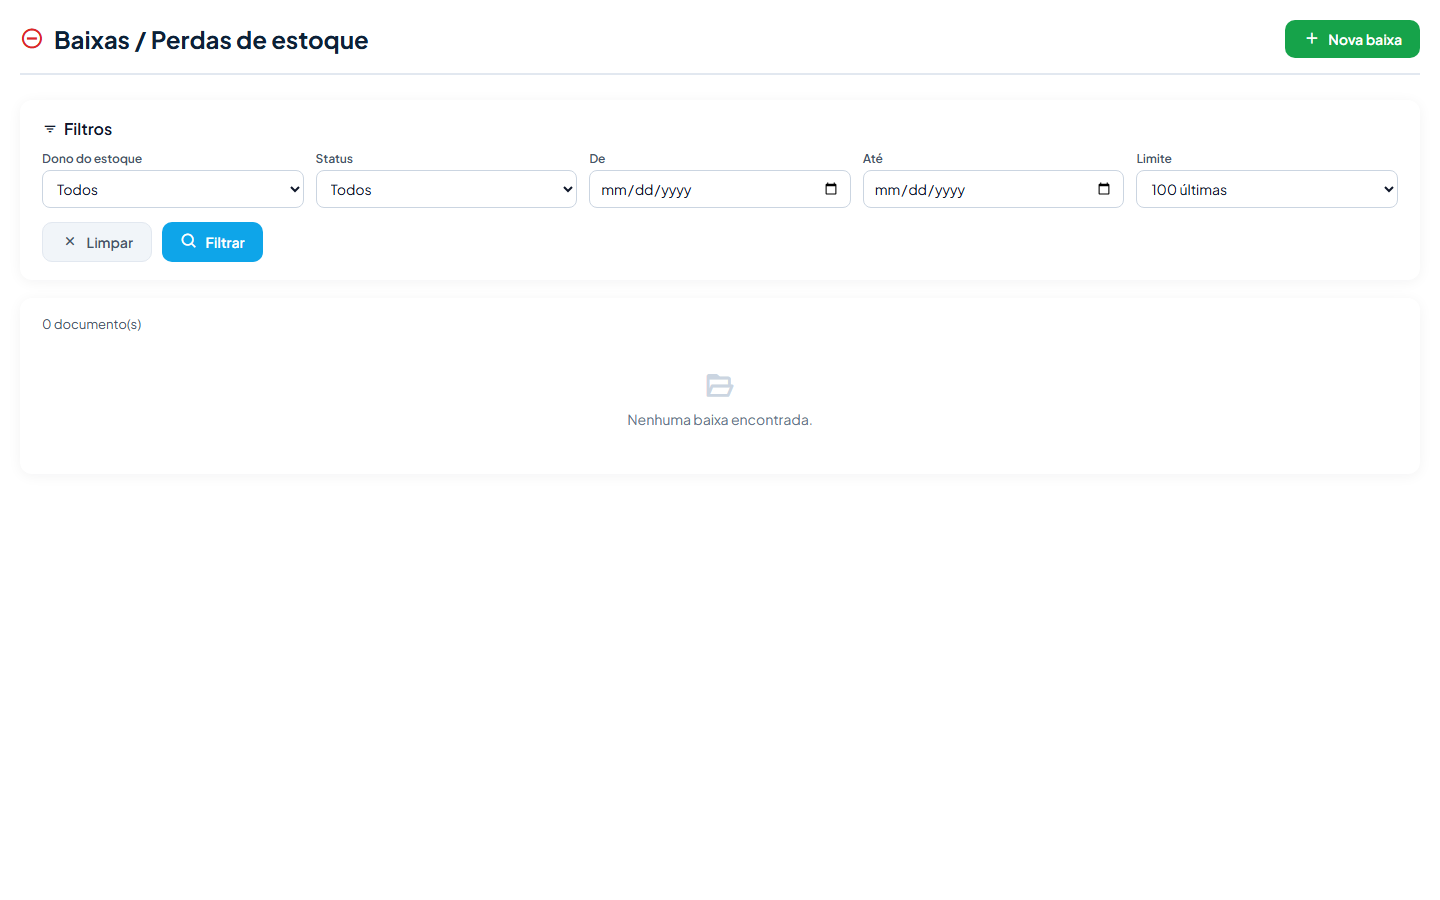 Baixas / Perdas de estoque
Nova baixa
Filtros
Dono do estoque
Status
De
Até
Limite
Todos
Todos
mm/dd/yyyy
mm/dd/yyyy
100 últimas
Limpar
Filtrar
0 documento(s)
Nenhuma baixa encontrada.